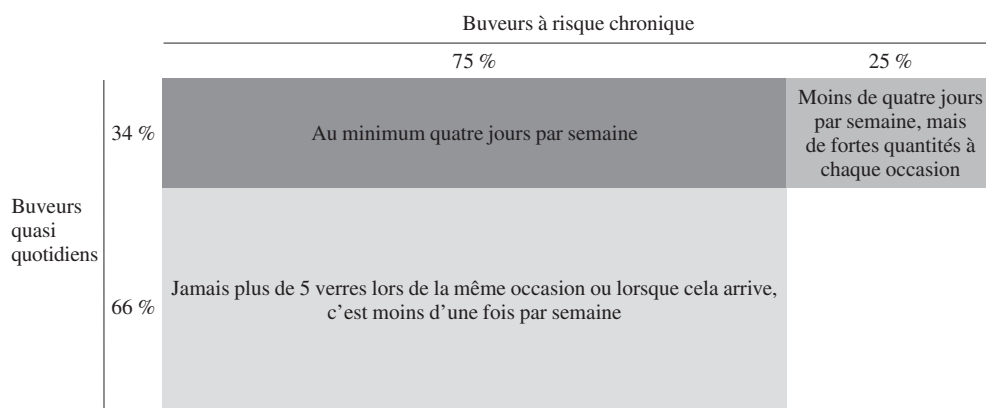 Buveurs à risque chronique
75 %
25 %
34 %
Au minimum quatre jours par semaine
Moins de quatre jours
par semaine, mais
de fortes quantités à
chaque occasion
Buveurs
quasi
quotidiens
66 %
Jamais plus de 5 verres lors de la même occasion ou lorsque cela arrive,
c’est moins d’une fois par semaine